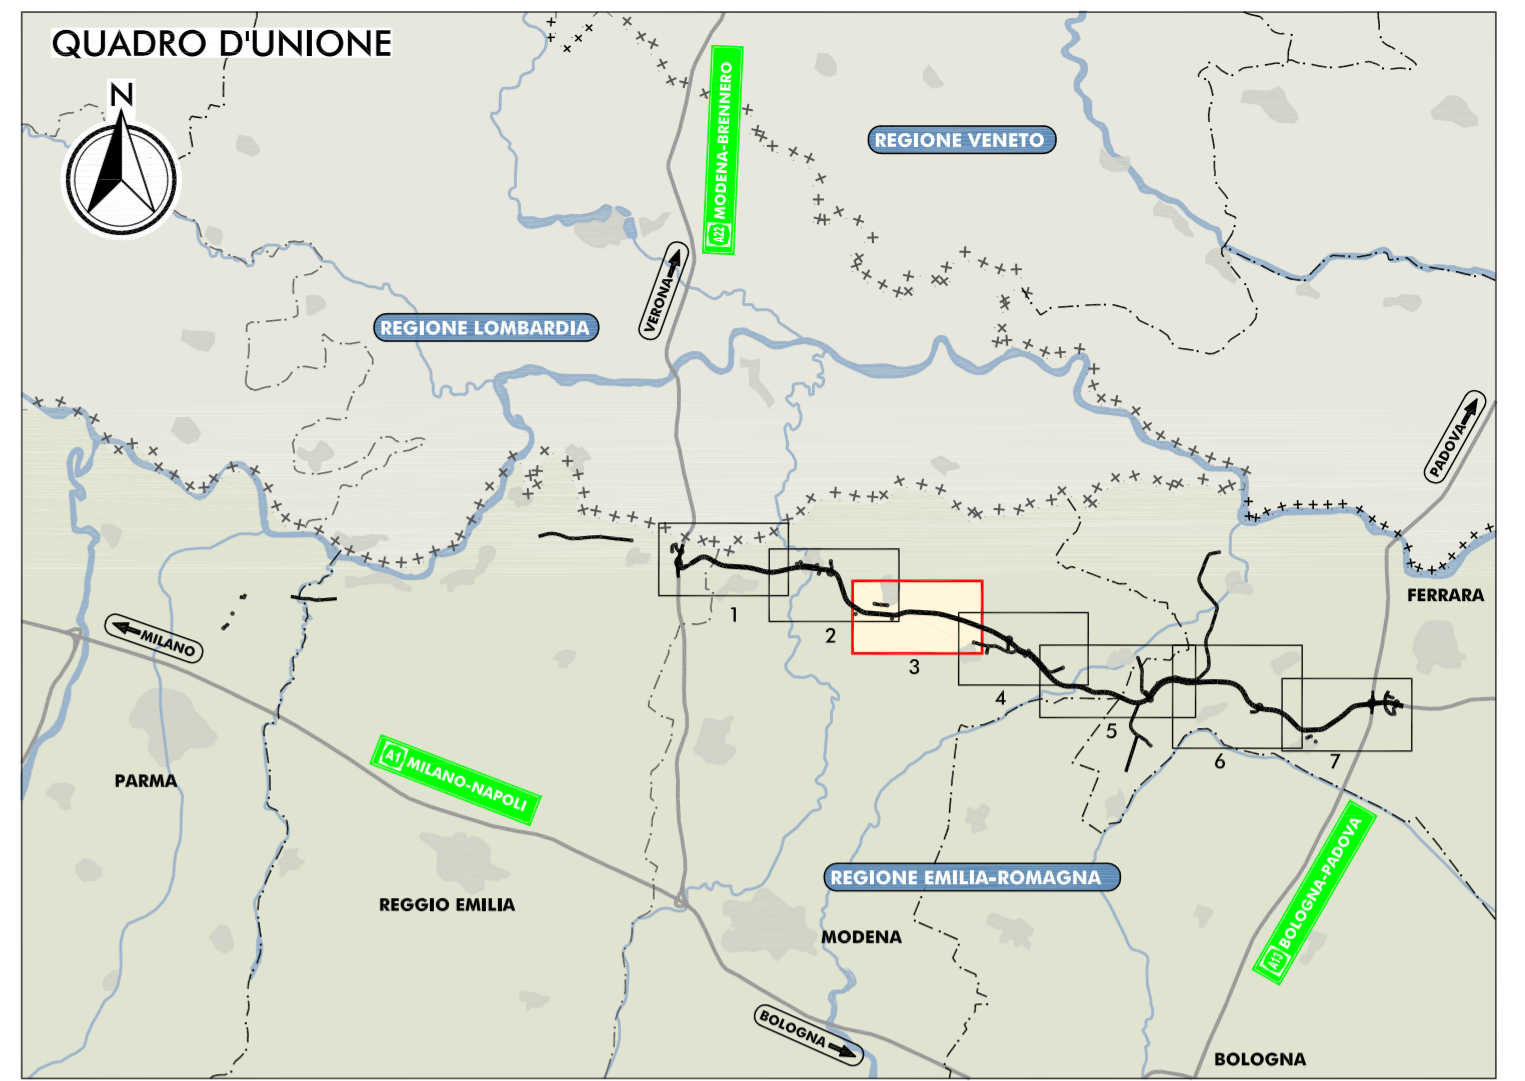 QUADRO D'UNIONE
N
A22 MODENA-BRENNERO
REGIONE VENETO
VERONA
REGIONE LOMBARDIA
PADOVA
FERRARA
MILANO
1
2
3
4
5
6
7
PARMA
A1 MILANO-NAPOLI
A13 BOLOGNA-PADOVA
REGIONE EMILIA-ROMAGNA
REGGIO EMILIA
MODENA
BOLOGNA
BOLOGNA